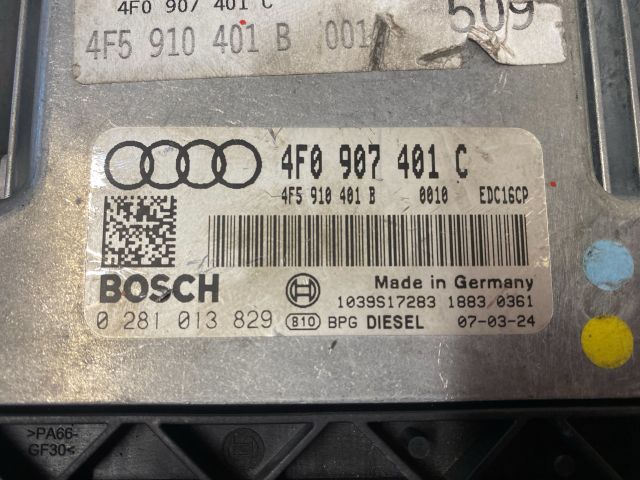 4F0 907 401 C
4F5 910 401 B 001
509
4F0 907 401 C
4F5 910 401 B 0010 EDC16CP
BOSCH
Made in Germany
1039S17283 1883 0361
0 281 013 829 810 BPG DIESEL 07-03-24
>PA66-
GF30<